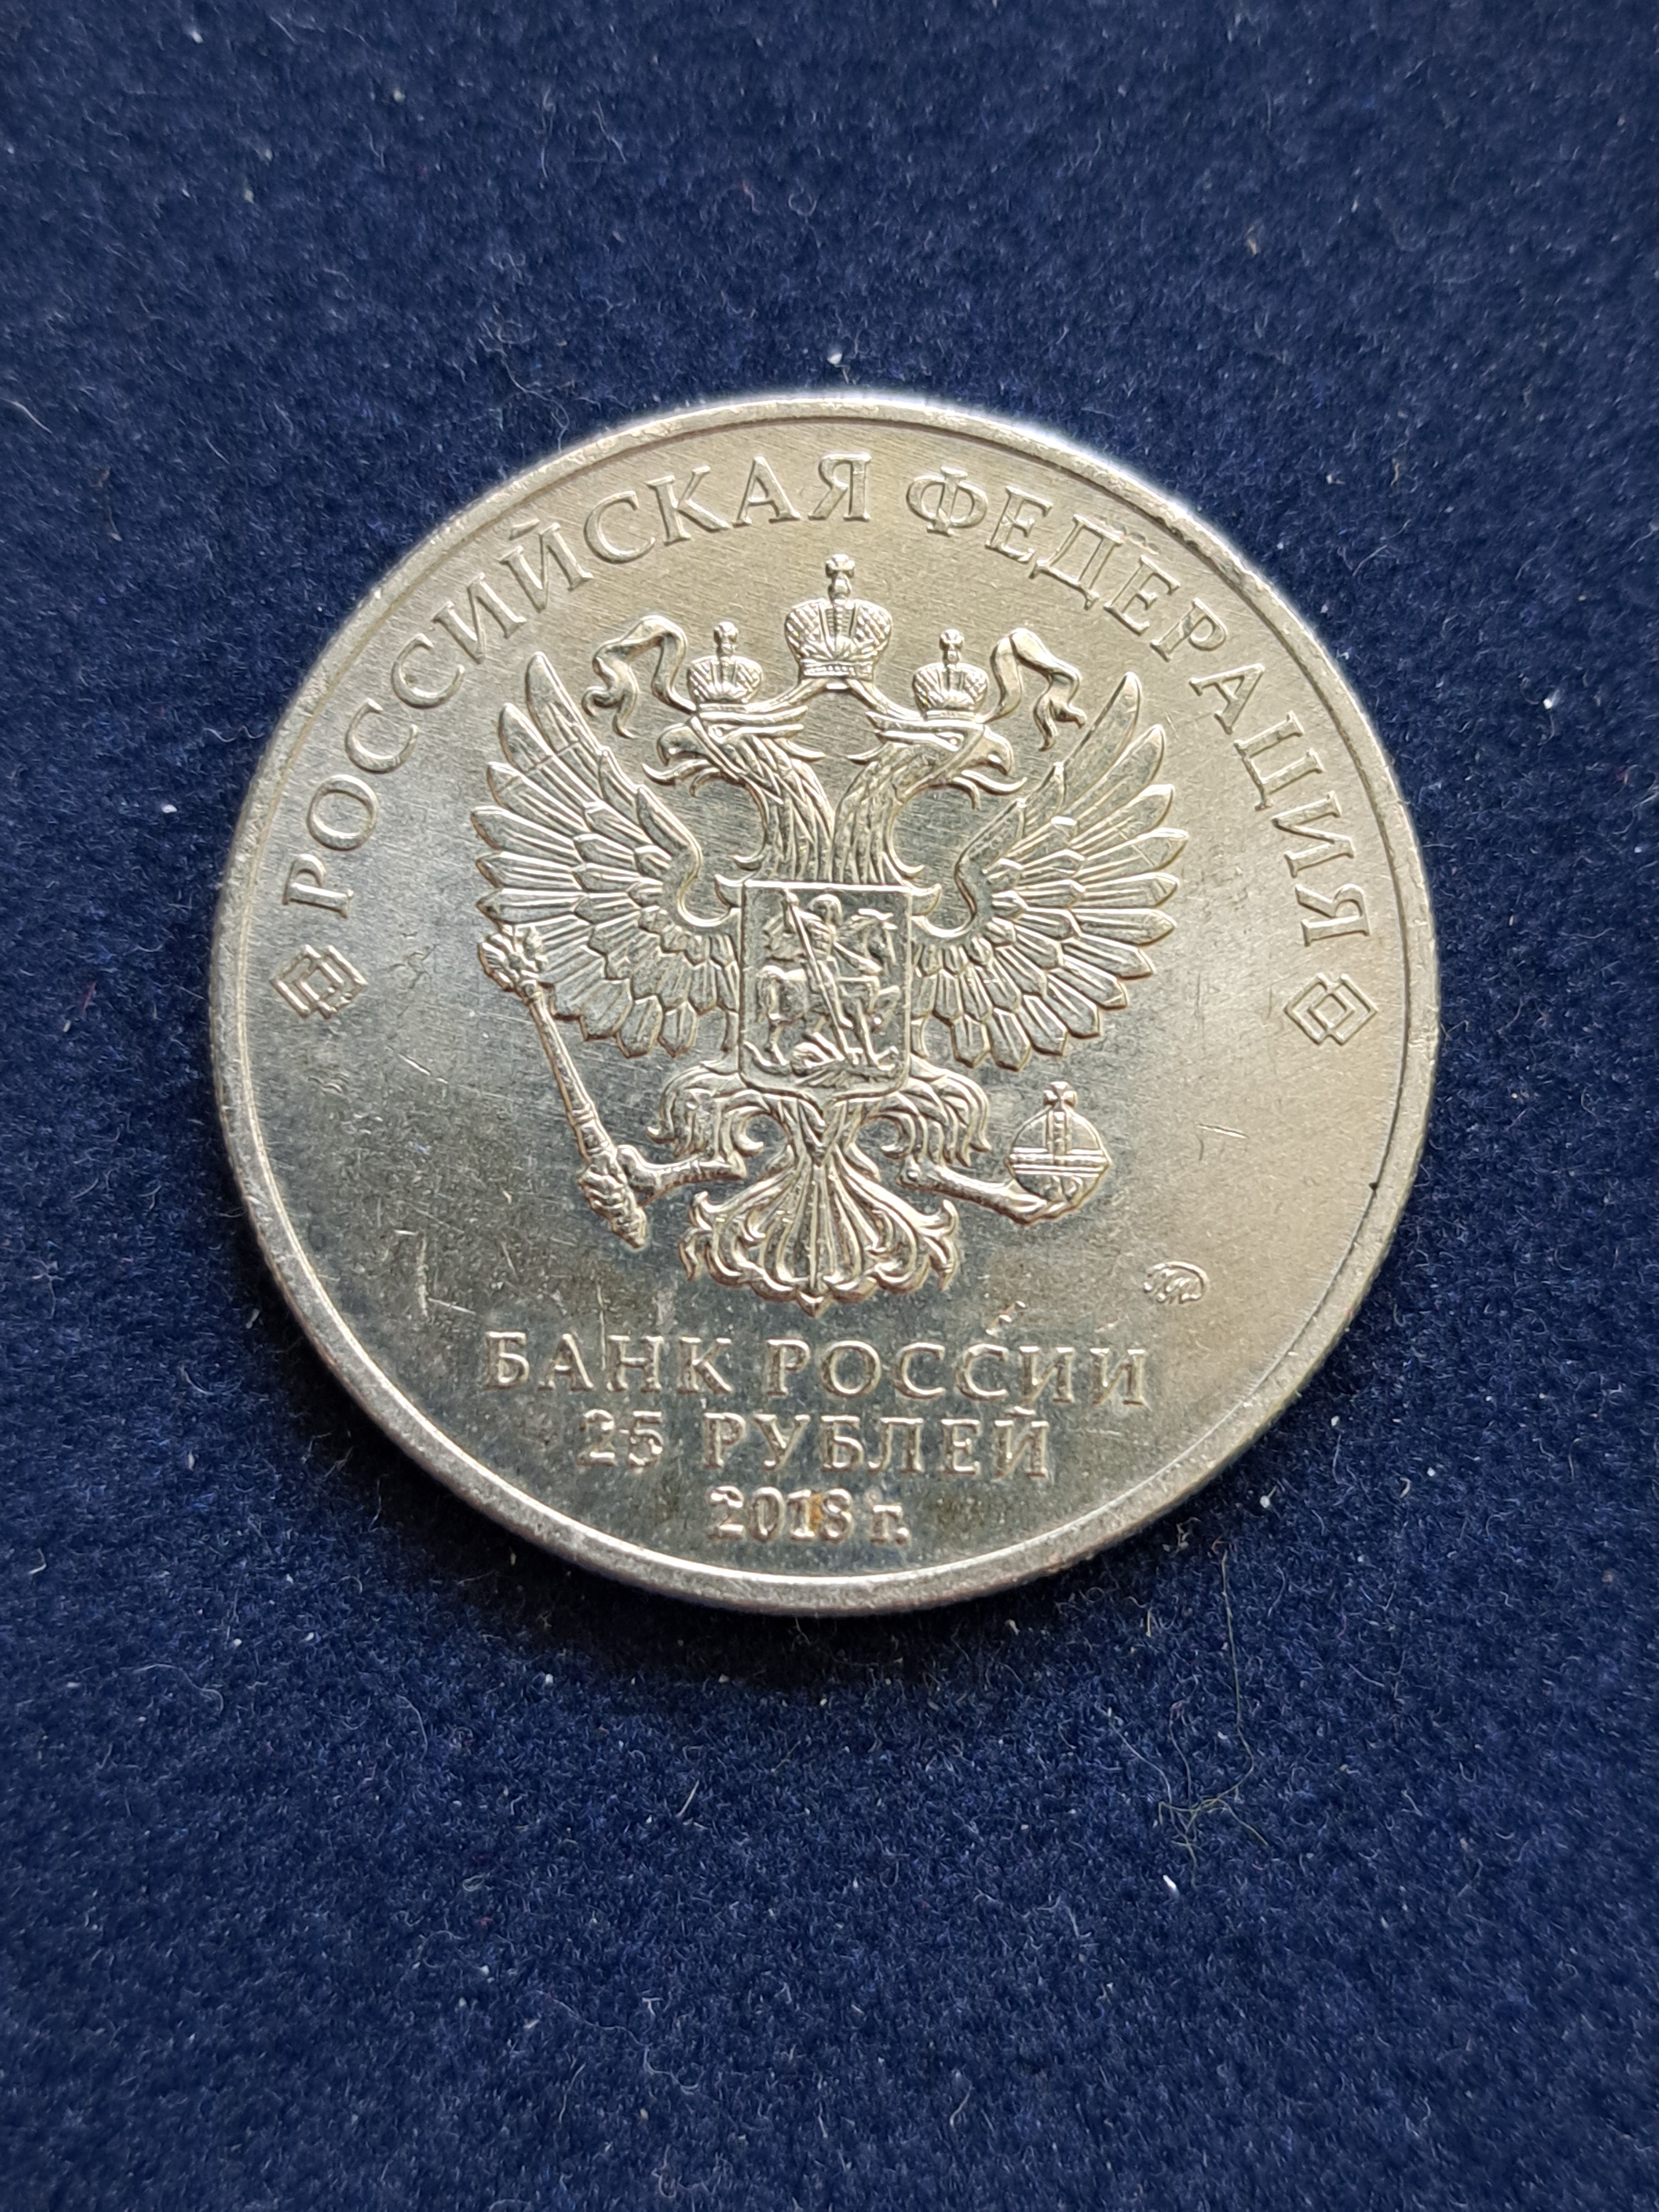 РОССИЙСКАЯ ФЕДЕРАЦИЯ
БАНК РОССИИ
25 РУБЛЕЙ
2018 г.